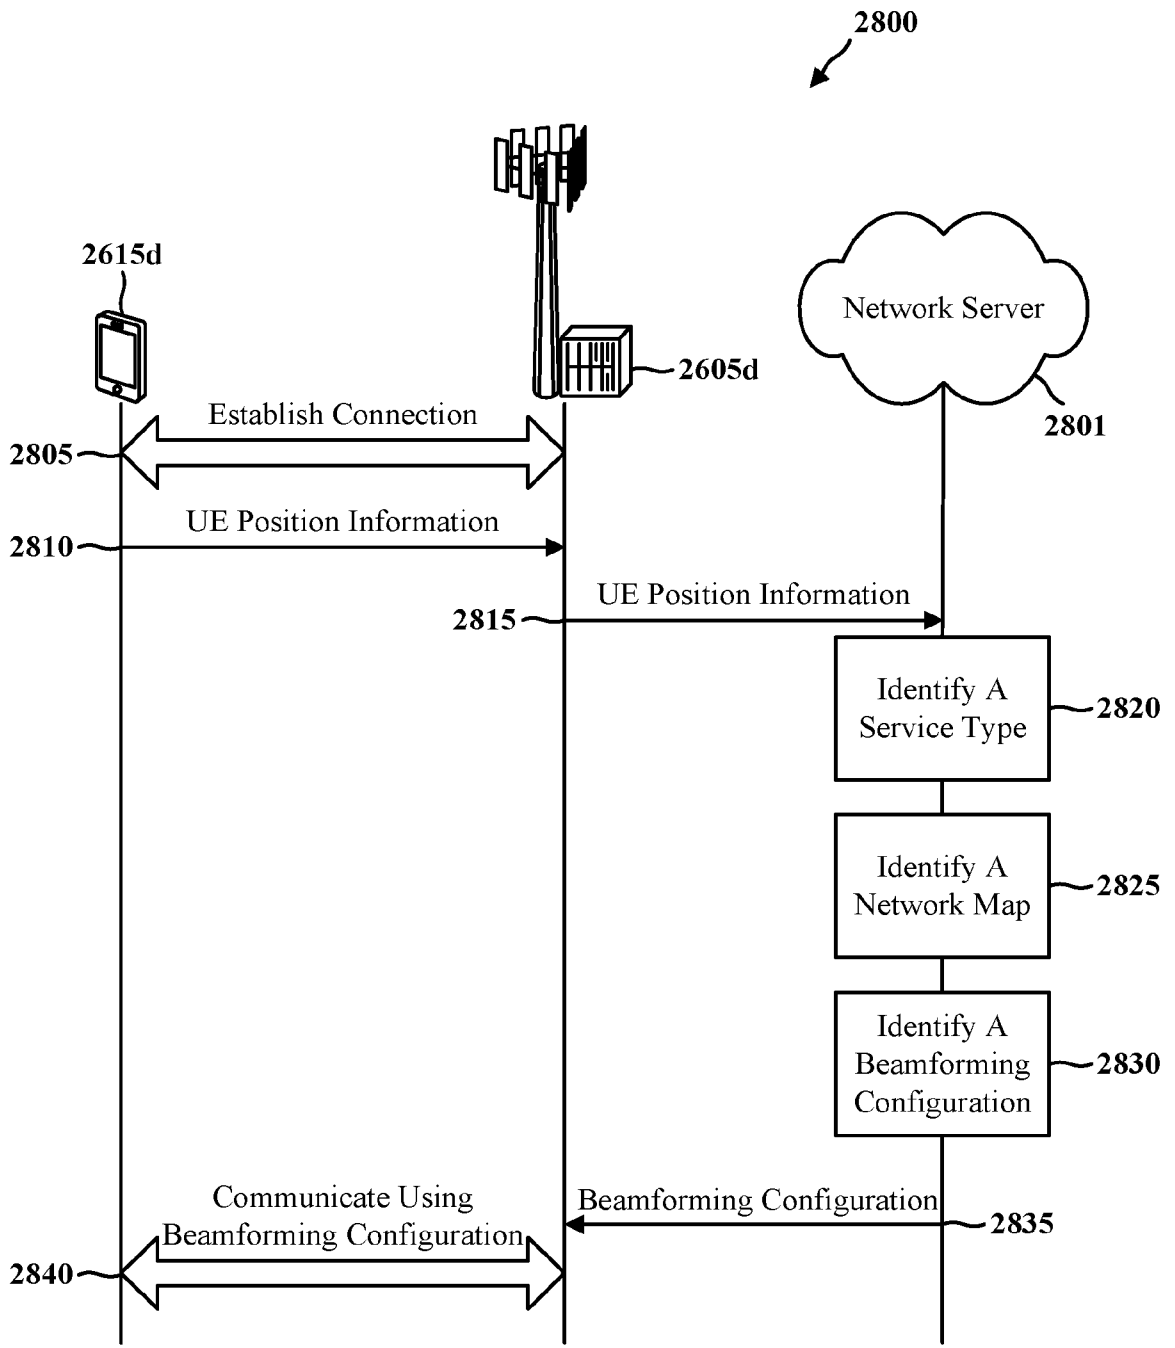 2800
2615d
Network Server
2605d
2801
Establish Connection
2805
UE Position Information
2810
UE Position Information
2815
Identify A
Service Type
2820
Identify A
Network Map
2825
Identify A
Beamforming
Configuration
2830
Beamforming Configuration
2835
Communicate Using
Beamforming Configuration
2840